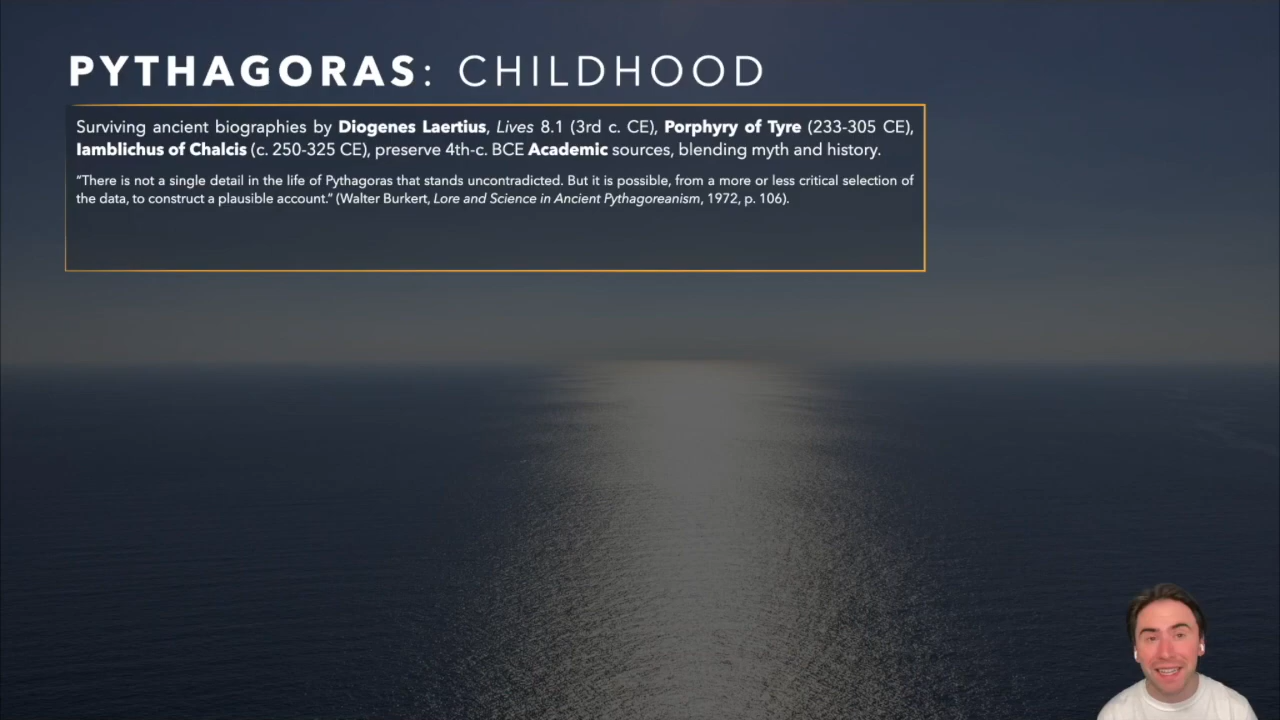 PYTHAGORAS: CHILDHOOD
Surviving ancient biographies by Diogenes Laertius, Lives 8.1 (3rd c. CE), Porphyry of Tyre (233-305 CE),
Iamblichus of Chalcis (c. 250-325 CE), preserve 4th-c. BCE Academic sources, blending myth and history.
“There is not a single detail in the life of Pythagoras that stands uncontradicted. But it is possible, from a more or less critical selection of
the data, to construct a plausible account.” (Walter Burkert, Lore and Science in Ancient Pythagoreanism, 1972, p. 106).